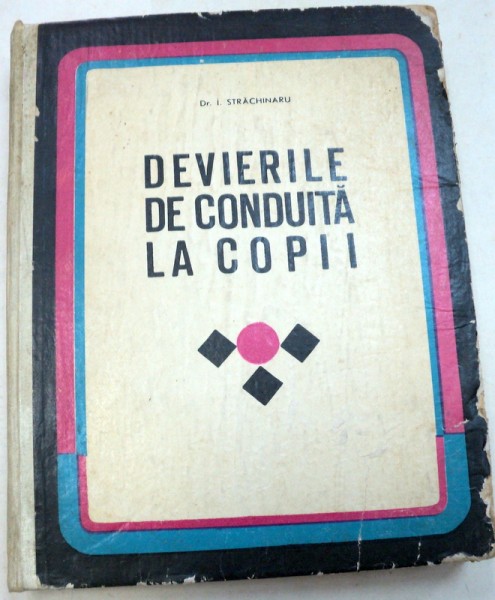 Dr. I. STRĂCHINARU
DEVIERILE
DE CONDUITĂ
LA COPII